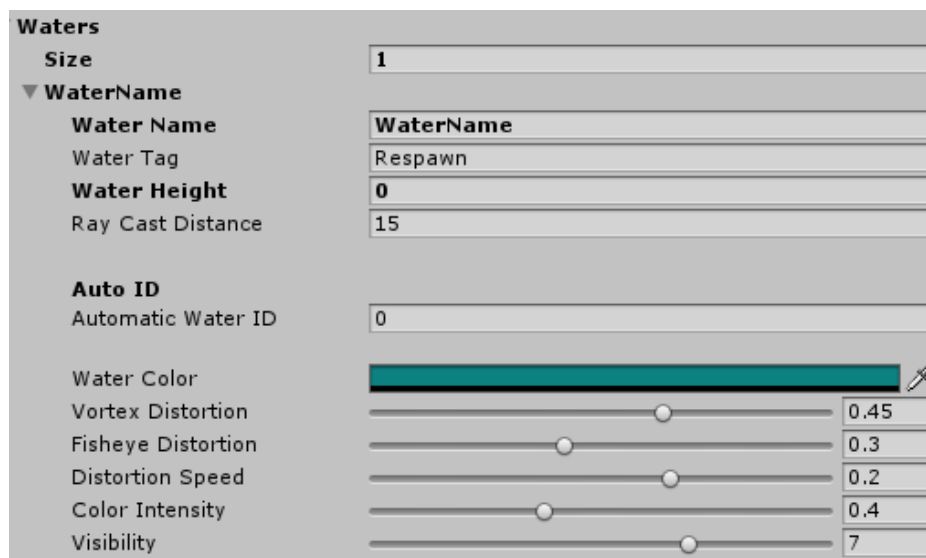 Waters
Size 1
WaterName
Water Name WaterName
Water Tag Respawn
Water Height 0
Ray Cast Distance 15
Auto ID
Automatic Water ID 0
Water Color
Vortex Distortion 0.45
Fisheye Distortion 0.3
Distortion Speed 0.2
Color Intensity 0.4
Visibility 7